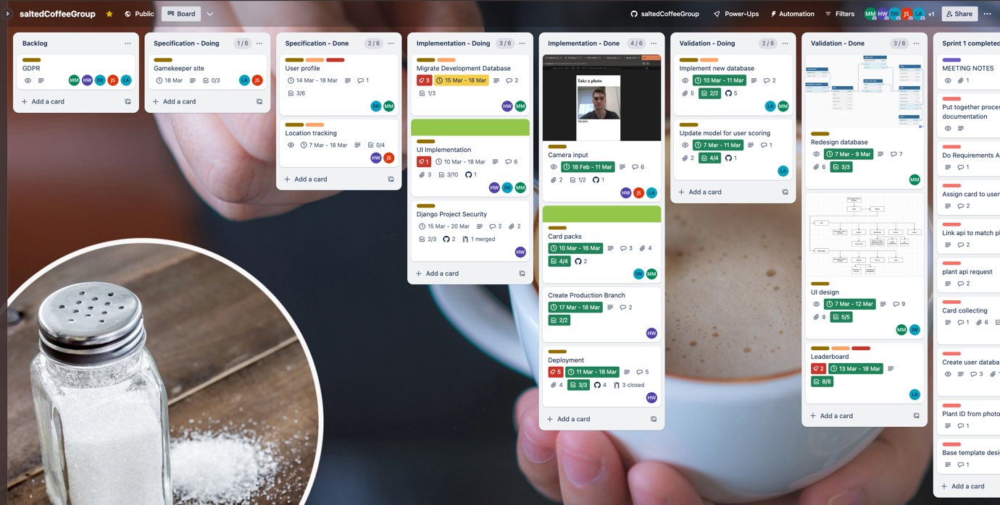 saltedCoffeeGroup
Public
Board
saltedCoffeeGroup
Power-Ups
Automation
Filters
MM HW IW JS LA +1
Share
Backlog
GDPR
MM HW IW JS LA
Add a card
Specification - Doing 1 / 6
Gamekeeper site
18 Mar 0/3
LA JS
Add a card
Specification - Done 2 / 6
User profile
14 Mar - 18 Mar 1
3/6
IW MM
Location tracking
7 Mar - 18 Mar 0/4
HW JS
Add a card
Implementation - Doing 3 / 6
Migrate Development Database
3 15 Mar - 18 Mar 2
1/3
HW MM
UI Implementation
1 10 Mar - 18 Mar 6
3 3/10 1
HW IW MM
Django Project Security
15 Mar - 20 Mar 2 2
2/3 2 1 merged
HW
Add a card
Implementation - Done 4 / 6
Take a photo
Camera input
18 Feb - 11 Mar 6
2 1/2 1
HW JS LA
Card packs
10 Mar - 16 Mar 3 4
4/4 2
IW MM
Create Production Branch
17 Mar - 18 Mar 2
2/2
HW
Deployment
5 11 Mar - 18 Mar 5
4 3/3 4 3 closed
HW
Add a card
Validation - Doing 2 / 6
Implement new database
10 Mar - 11 Mar 2
5 2/2 5
LA MM
Update model for user scoring
7 Mar - 11 Mar 1
2 4/4 1
LA
Add a card
Validation - Done 3 / 6
Redesign database
7 Mar - 9 Mar 7
6 3/3
MM
UI design
7 Mar - 12 Mar 9
8 5/5
MM IW
Leaderboard
2 13 Mar - 18 Mar
8/8
LA
Add a card
Sprint 1 completed
MEETING NOTES
1
Put together proces
documentation
Do Requirements A
1
Assign card to user
2
Link api to match pl
2
plant api request
2
Card collecting
1 6
Create user databa
3 1
Plant ID from photo
1
Base template desi
1
Add a card